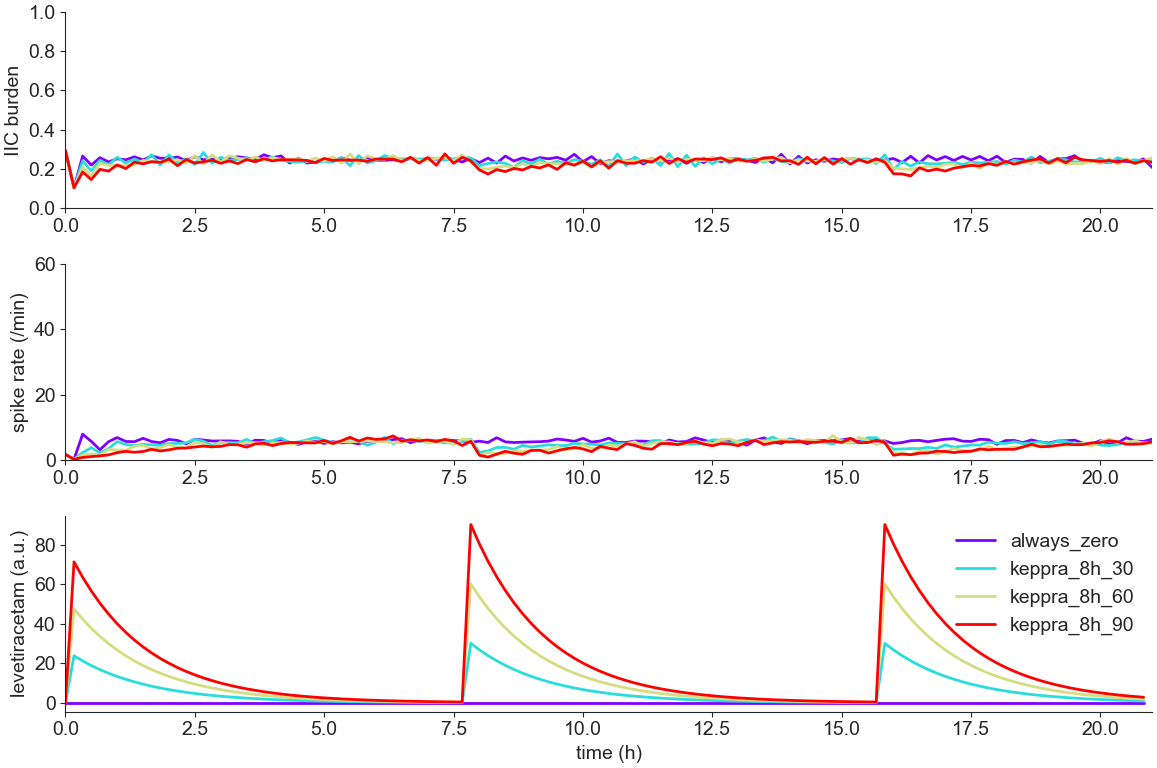 IIC burden
1.0
0.8
0.6
0.4
0.2
0.0
0.0 2.5 5.0 7.5 10.0 12.5 15.0 17.5 20.0
spike rate (/min)
60
40
20
0
0.0 2.5 5.0 7.5 10.0 12.5 15.0 17.5 20.0
levetiracetam (a.u.)
80
60
40
20
0
always_zero
keppra_8h_30
keppra_8h_60
keppra_8h_90
0.0 2.5 5.0 7.5 10.0 12.5 15.0 17.5 20.0
time (h)